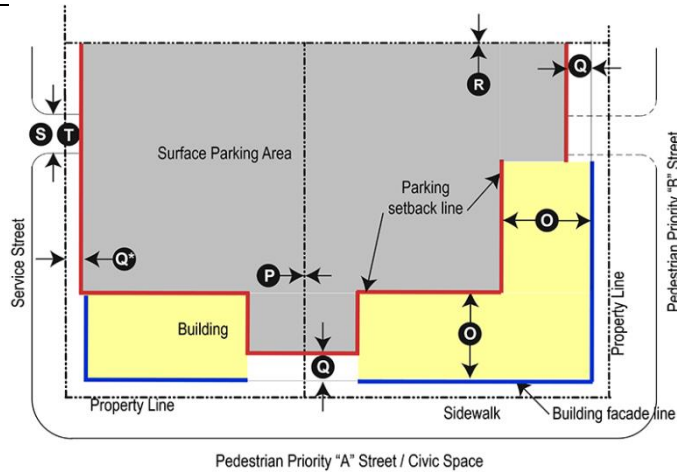 Q
R
S T
Surface Parking Area
Parking
setback line
O
Service Street
Q*
P
Pedestrian Priority "B" Street
Property Line
Building
O
Q
Property Line
Sidewalk
Building facade line
Pedestrian Priority "A" Street / Civic Space